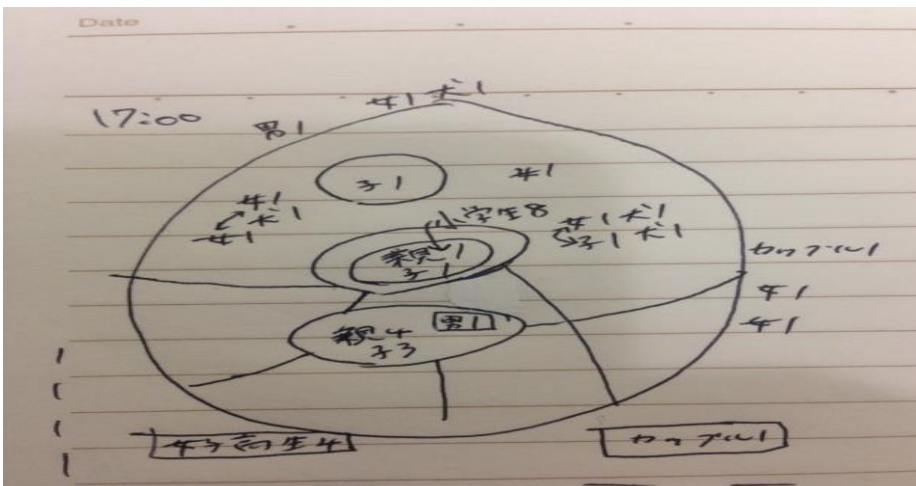 Date
女1 犬1
17:00
男1
子1
女1
女1
犬1
女1
小学生8
女1 犬1
子1 犬1
親1
子1
カップル1
女1
女1
親4
男1
子3
女子高生4
カップル1